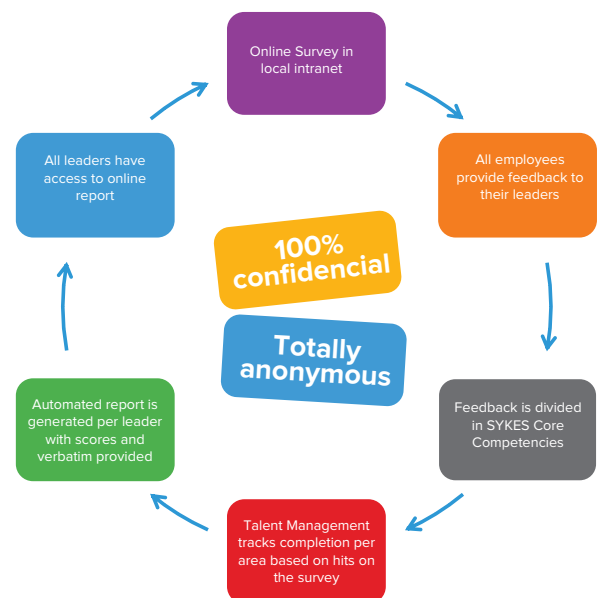 Online Survey in
local intranet
All employees
provide feedback to
their leaders
Feedback is divided
in SYKES Core
Competencies
Talent Management
tracks completion per
area based on hits on
the survey
Automated report is
generated per leader
with scores and
verbatim provided
All leaders have
access to online
report
100%
confidencial
Totally
anonymous